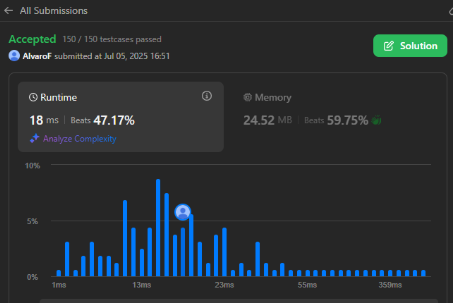 ← All Submissions
Accepted 150 / 150 testcases passed
AlvaroF submitted at Jul 05, 2025 16:51
Solution
Runtime
18 ms | Beats 47.17%
Analyze Complexity
Memory
24.52 MB | Beats 59.75%
10%
5%
0%
1ms 13ms 23ms 55ms 359ms